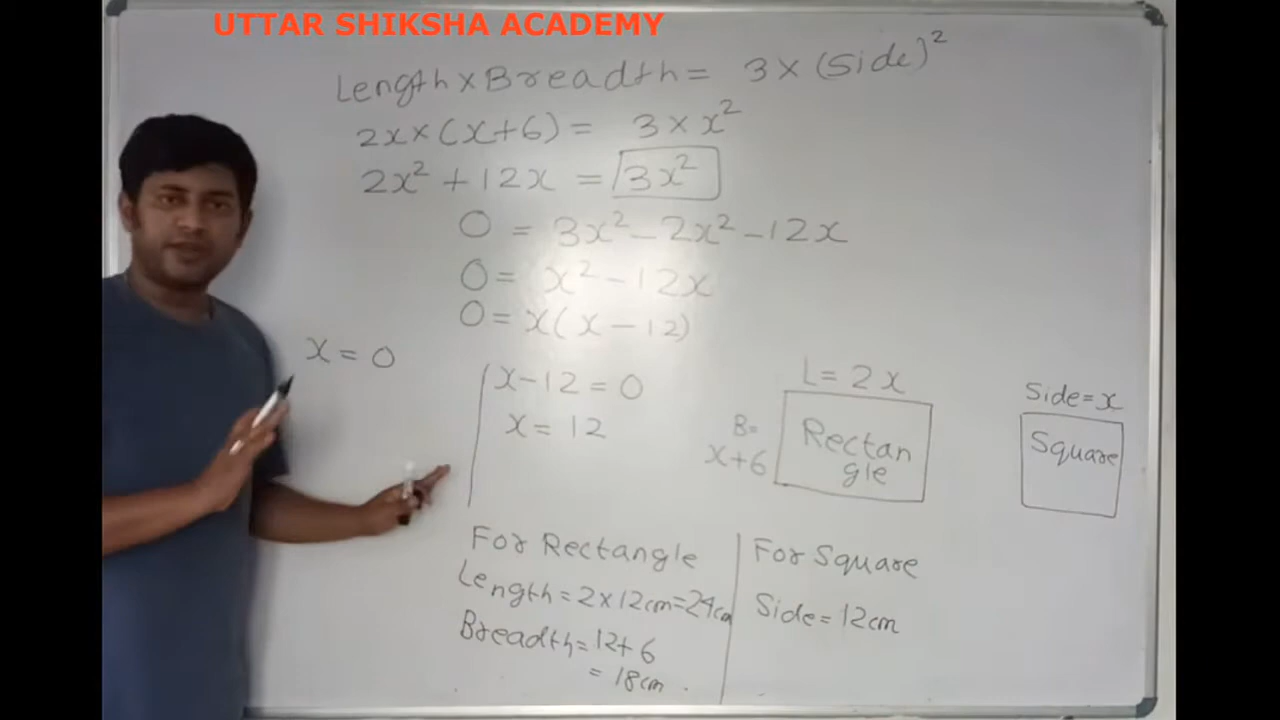 UTTAR SHIKSHA ACADEMY
Length × Breadth = 3 × (Side)²
2x × (x+6) = 3 × x²
2x² + 12x = 3x²
0 = 3x² - 2x² - 12x
0 = x² - 12x
0 = x(x - 12)
x = 0
x - 12 = 0
x = 12
L = 2x
B =
x+6
Rectan
gle
Side = x
Square
For Rectangle
Length = 2 × 12cm = 24cm
Breadth = 12 + 6
= 18cm
For Square
Side = 12cm